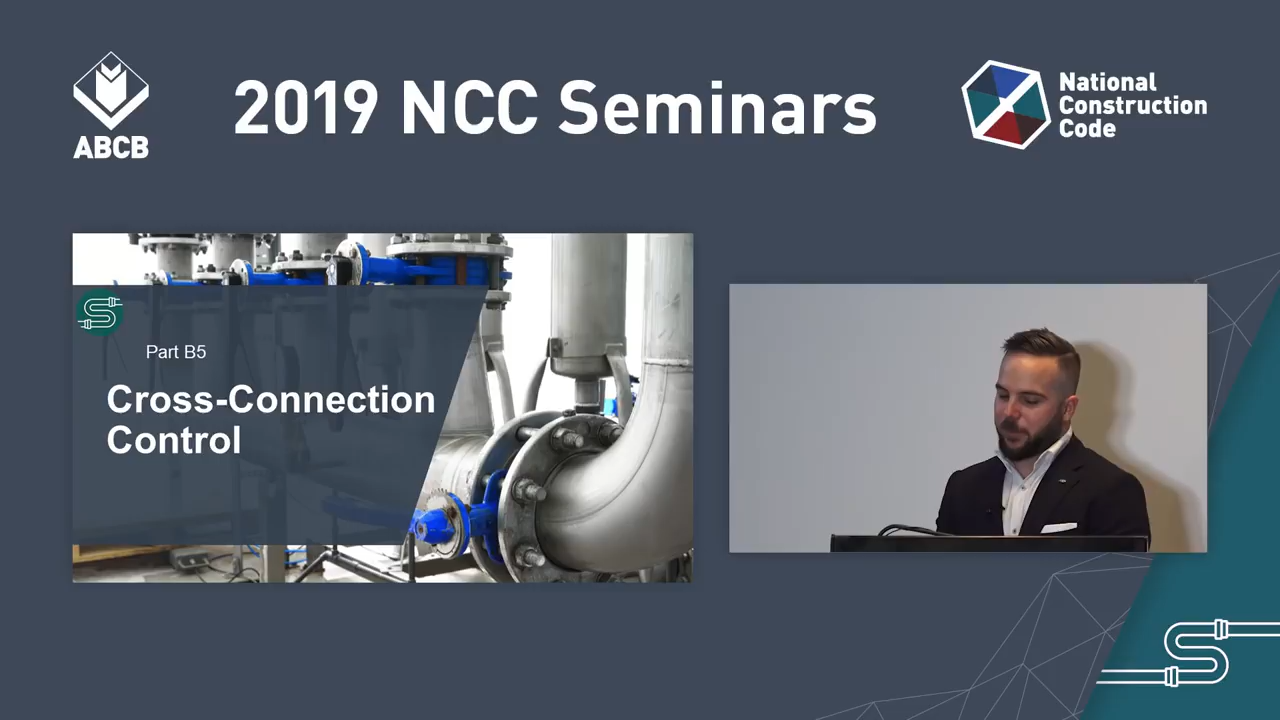 ABCB
2019 NCC Seminars
National
Construction
Code
Part B5
Cross-Connection
Control